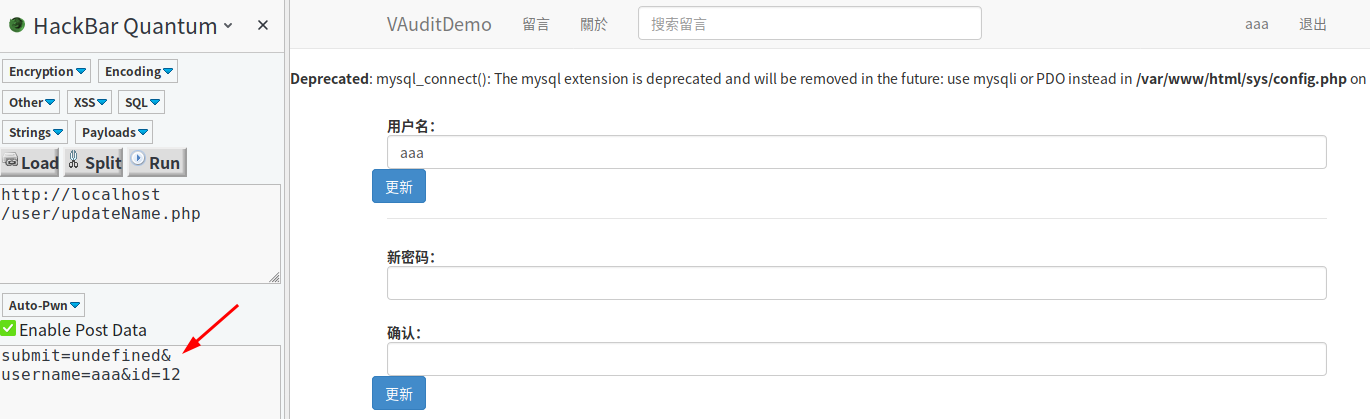 HackBar Quantum
Encryption Encoding
Other XSS SQL
Strings Payloads
Load Split Run
http://localhost
/user/updateName.php
Auto-Pwn
Enable Post Data
submit=undefined&
username=aaa&id=12
VAuditDemo 留言 關於 搜索留言 aaa 退出
Deprecated: mysql_connect(): The mysql extension is deprecated and will be removed in the future: use mysqli or PDO instead in /var/www/html/sys/config.php on
用户名：
aaa
更新
新密码：
确认：
更新